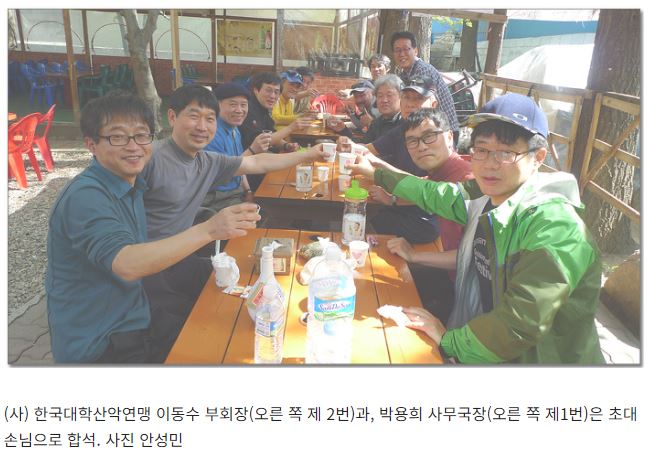 (사) 한국대학산악연맹 이동수 부회장(오른 쪽 제 2번)과, 박용희 사무국장(오른 쪽 제1번)은 초대
손님으로 합석. 사진 안성민